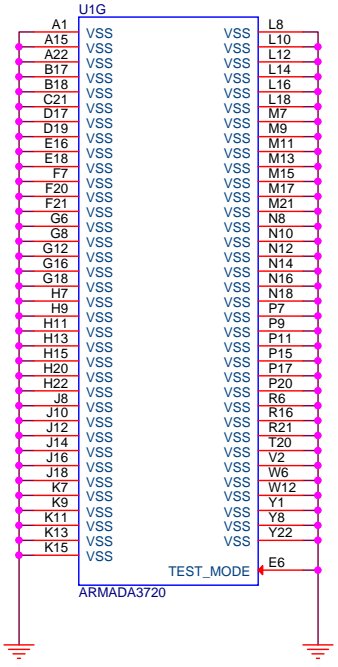 U1G
A1 VSS VSS L8
A15 VSS VSS L10
A22 VSS VSS L12
B17 VSS VSS L14
B18 VSS VSS L16
C21 VSS VSS L18
D17 VSS VSS M7
D19 VSS VSS M9
E16 VSS VSS M11
E18 VSS VSS M13
F7 VSS VSS M15
F20 VSS VSS M17
F21 VSS VSS M21
G6 VSS VSS N8
G8 VSS VSS N10
G12 VSS VSS N12
G16 VSS VSS N14
G18 VSS VSS N16
H7 VSS VSS N18
H9 VSS VSS P7
H11 VSS VSS P9
H13 VSS VSS P11
H15 VSS VSS P15
H20 VSS VSS P17
H22 VSS VSS P20
J8 VSS VSS R6
J10 VSS VSS R16
J12 VSS VSS R21
J14 VSS VSS T20
J16 VSS VSS V2
J18 VSS VSS W6
K7 VSS VSS W12
K9 VSS VSS Y1
K11 VSS VSS Y8
K13 VSS VSS Y22
K15 VSS
TEST_MODE E6
ARMADA3720